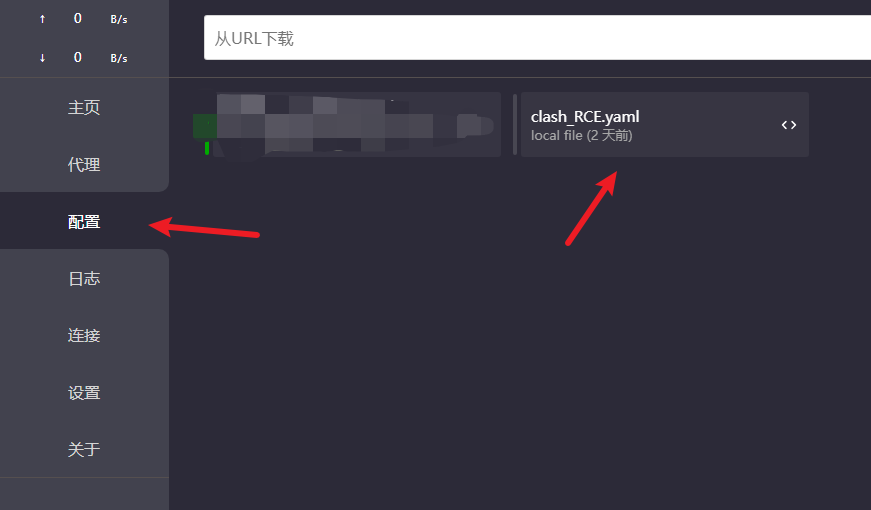 ↑ 0 B/s
↓ 0 B/s
从URL下载
主页
代理
配置
日志
连接
设置
关于
clash_RCE.yaml
local file (2 天前)